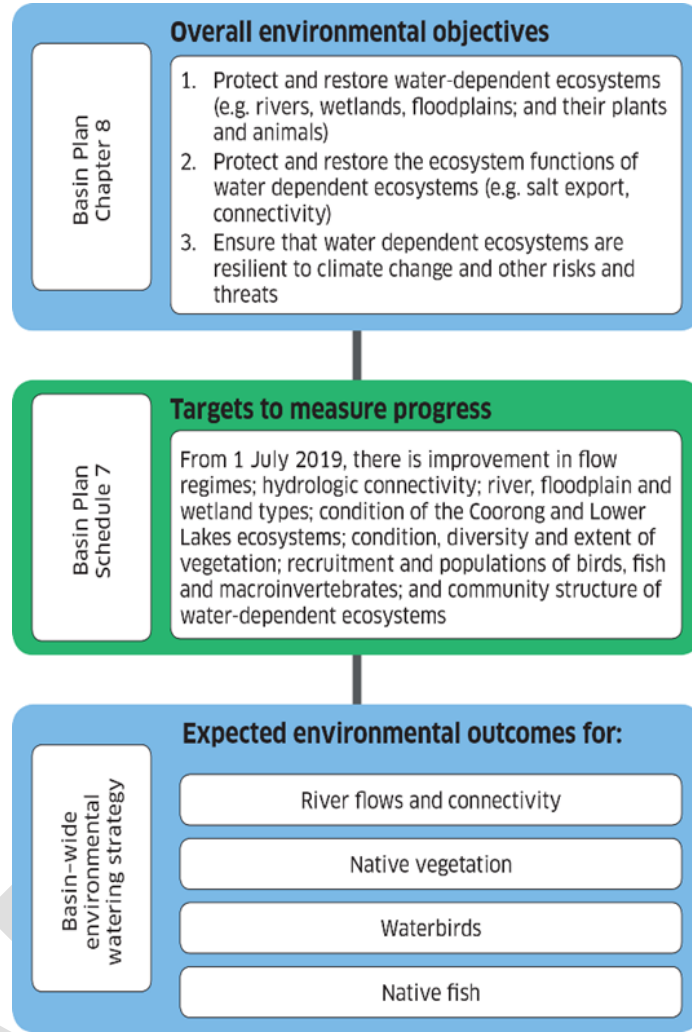 Overall environmental objectives
Basin Plan
Chapter 8
1. Protect and restore water-dependent ecosystems
(e.g. rivers, wetlands, floodplains; and their plants
and animals)
2. Protect and restore the ecosystem functions of
water dependent ecosystems (e.g. salt export,
connectivity)
3. Ensure that water dependent ecosystems are
resilient to climate change and other risks and
threats
Targets to measure progress
Basin Plan
Schedule 7
From 1 July 2019, there is improvement in flow
regimes; hydrologic connectivity; river, floodplain and
wetland types; condition of the Coorong and Lower
Lakes ecosystems; condition, diversity and extent of
vegetation; recruitment and populations of birds, fish
and macroinvertebrates; and community structure of
water-dependent ecosystems
Expected environmental outcomes for:
Basin-wide
environmental
watering strategy
River flows and connectivity
Native vegetation
Waterbirds
Native fish